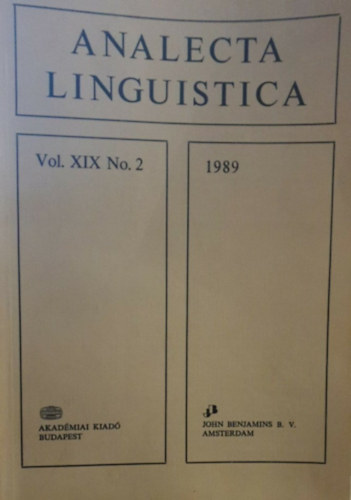 ANALECTA
LINGUISTICA
Vol. XIX No. 2
1989
AKADÉMIAI KIADÓ
BUDAPEST
JOHN BENJAMINS B. V.
AMSTERDAM